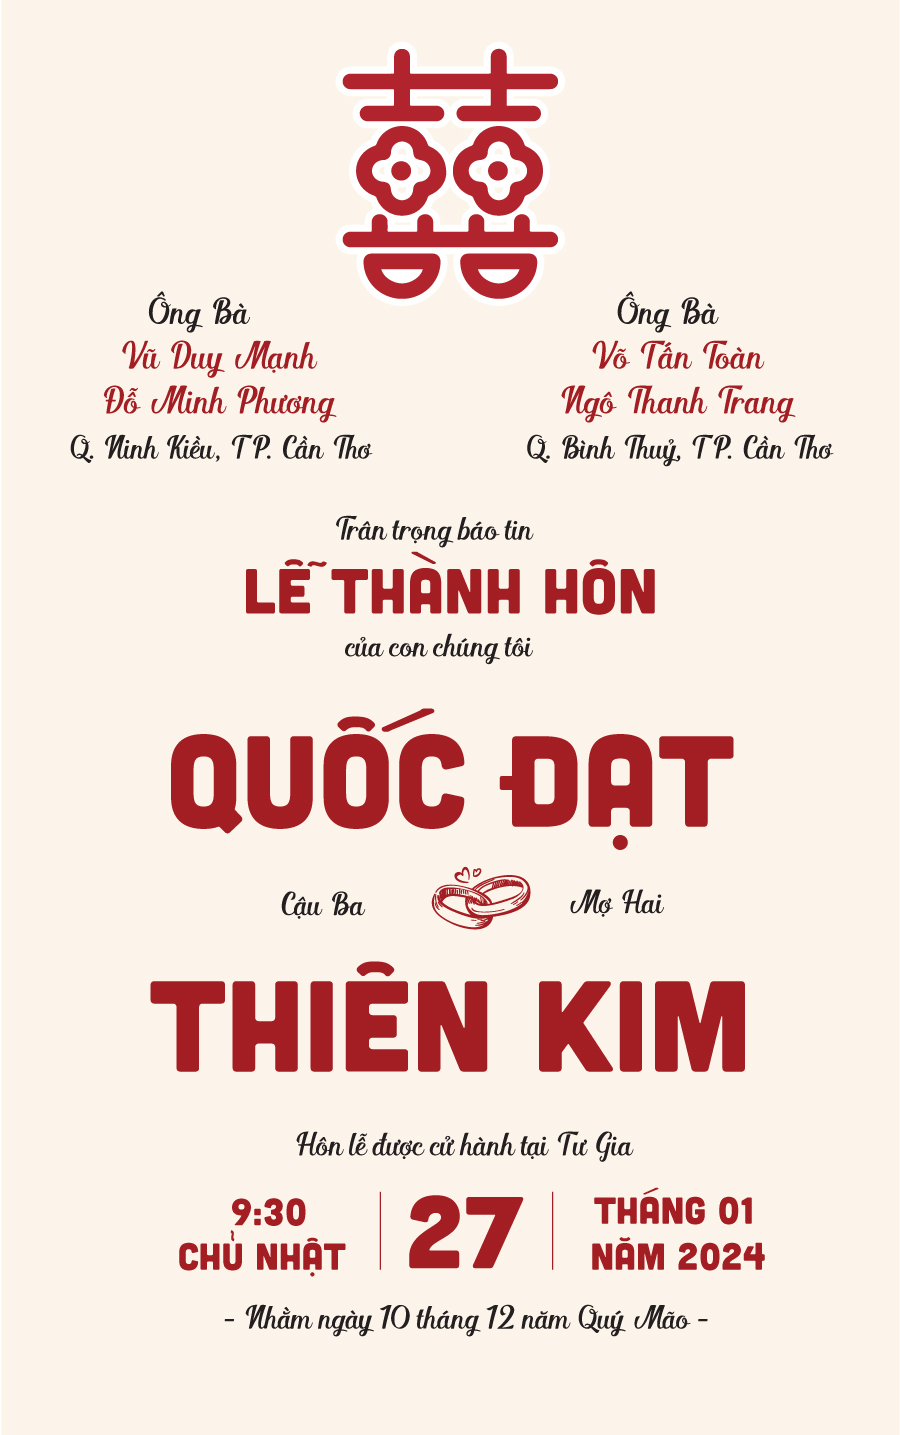 囍
Ông Bà
Vũ Duy Mạnh
Đỗ Minh Phương
Q. Ninh Kiều, TP. Cần Thơ
Ông Bà
Võ Tấn Toàn
Ngô Thanh Trang
Q. Bình Thuỷ, TP. Cần Thơ
Trân trọng báo tin
LỄ THÀNH HÔN
của con chúng tôi
QUỐC ĐẠT
Cậu Ba
Mợ Hai
THIÊN KIM
Hôn lễ được cử hành tại Tư Gia
9:30
CHỦ NHẬT
27
THÁNG 01
NĂM 2024
- Nhằm ngày 10 tháng 12 năm Quý Mão -